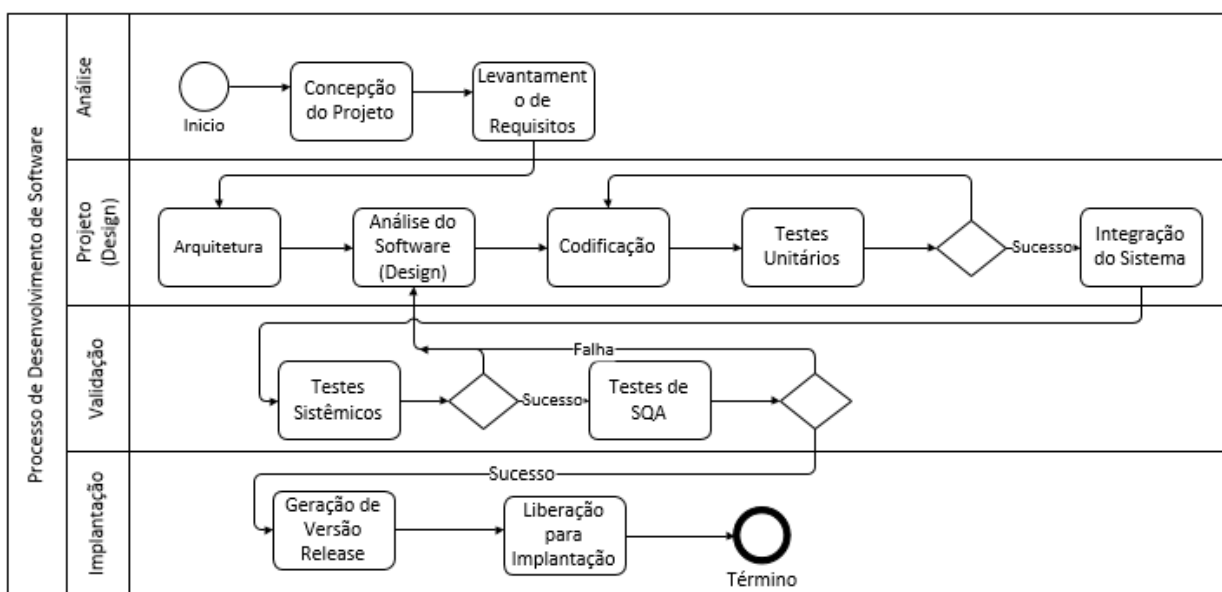 Processo de Desenvolvimento de Software
Análise
Inicio
Concepção
do Projeto
Levantament
o de
Requisitos
Projeto
(Design)
Arquitetura
Análise do
Software
(Design)
Codificação
Testes
Unitários
Sucesso
Integração
do Sistema
Validação
Falha
Testes
Sistêmicos
Sucesso
Testes de
SQA
Implantação
Sucesso
Geração de
Versão
Release
Liberação
para
Implantação
Término